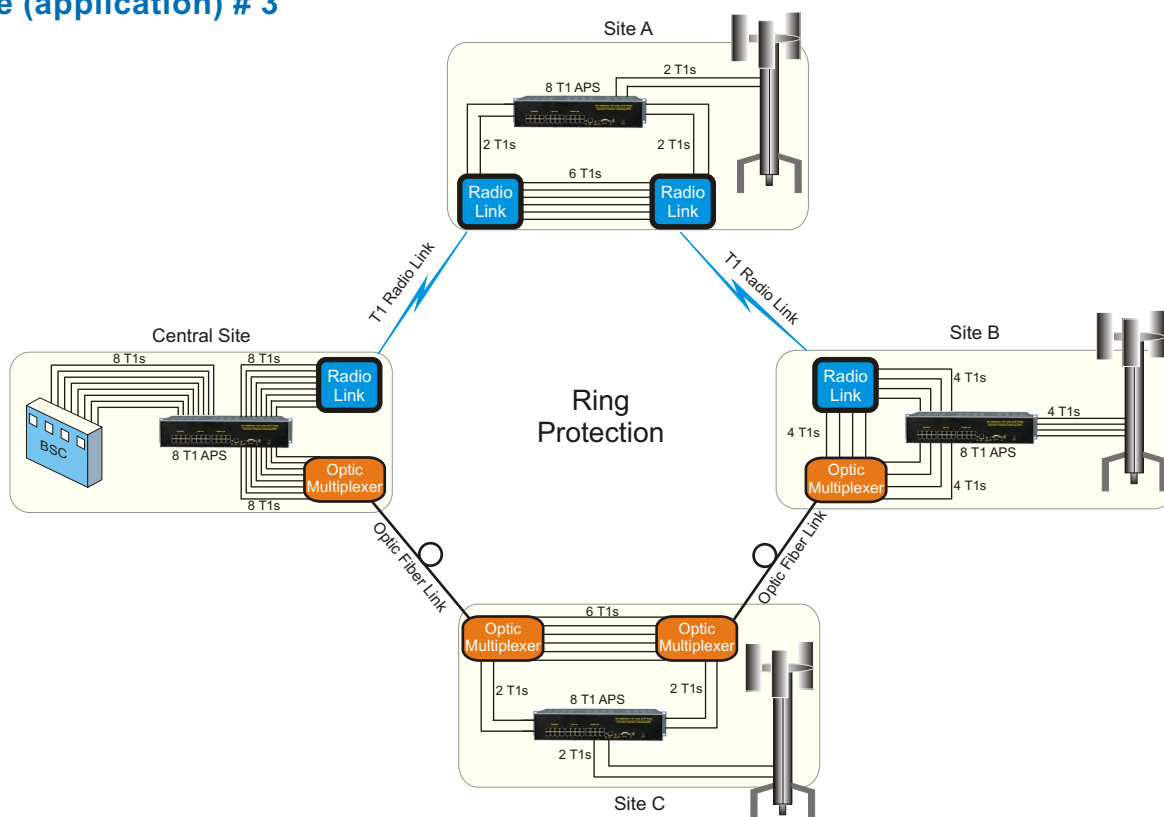 e (application) # 3
Site A
2 T1s
8 T1 APS
2 T1s
2 T1s
6 T1s
Radio
Link
Radio
Link
T1 Radio Link
T1 Radio Link
Central Site
8 T1s
8 T1s
Radio
Link
BSC
8 T1 APS
Optic
Multiplexer
8 T1s
Ring
Protection
Site B
Radio
Link
4 T1s
4 T1s
4 T1s
8 T1 APS
Optic
Multiplexer
4 T1s
Optic Fiber Link
Optic Fiber Link
6 T1s
Optic
Multiplexer
Optic
Multiplexer
2 T1s
2 T1s
8 T1 APS
2 T1s
Site C